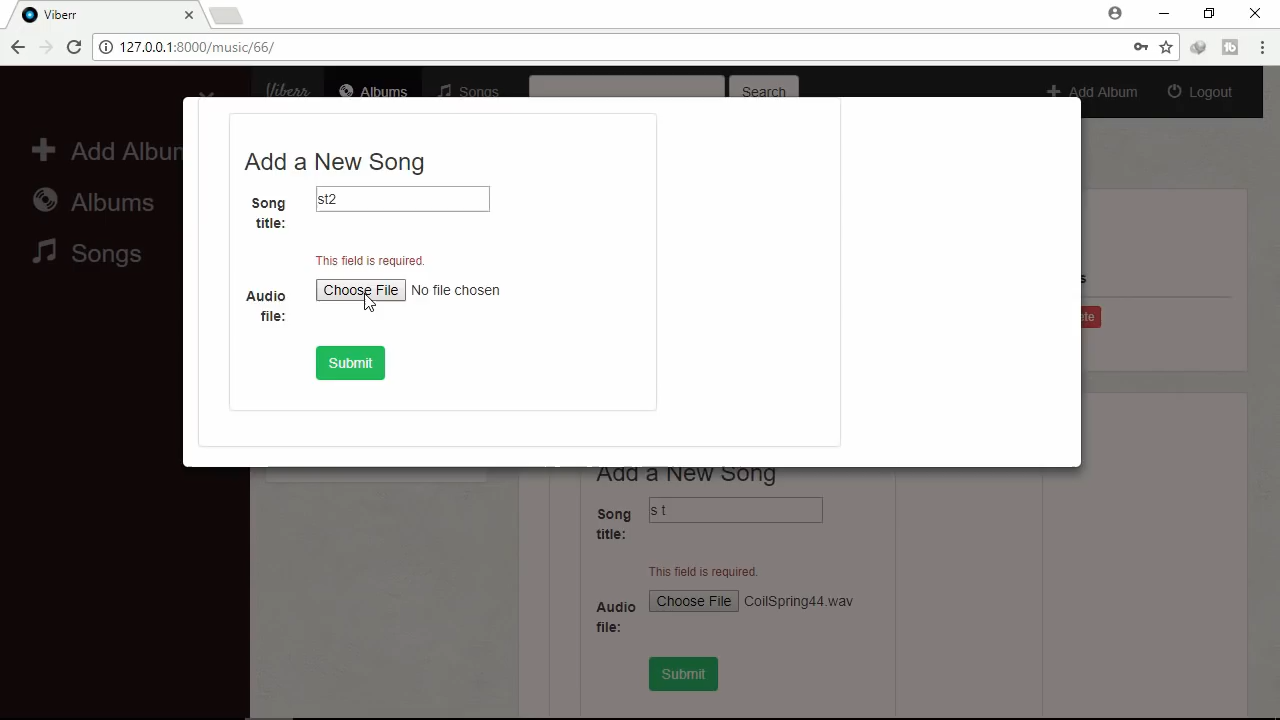 Viberr
127.0.0.1:8000/music/66/
Viberr Albums Songs Search Add Album Logout
Add Album
Albums
Songs
Add a New Song
Song title: st2
This field is required.
Audio file: Choose File No file chosen
Submit
Add a New Song
Song title: s t
This field is required.
Audio file: Choose File CoilSpring44.wav
Submit